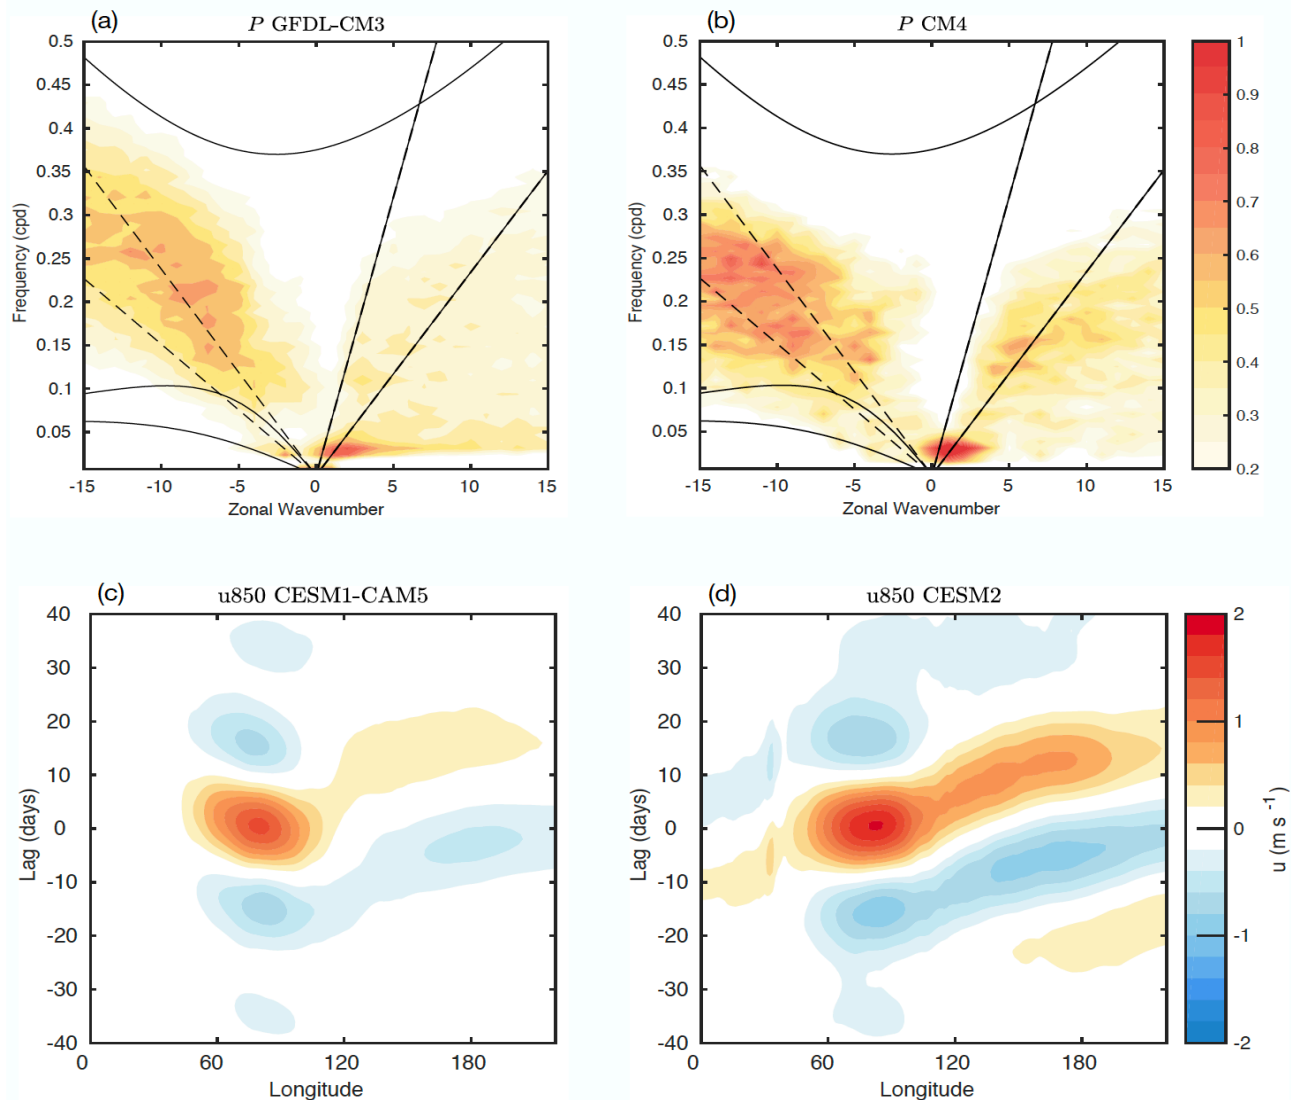 (a) P GFDL-CM3
0.5
0.45
0.4
0.35
0.3
0.25
0.2
0.15
0.1
0.05
Frequency (cpd)
-15 -10 -5 0 5 10 15
Zonal Wavenumber
(b) P CM4
0.5
0.45
0.4
0.35
0.3
0.25
0.2
0.15
0.1
0.05
Frequency (cpd)
-15 -10 -5 0 5 10 15
Zonal Wavenumber
1
0.9
0.8
0.7
0.6
0.5
0.4
0.3
0.2
(c)
u850 CESM1-CAM5
40
30
20
10
0
-10
-20
-30
-40
Lag (days)
0 60 120 180
Longitude
(d)
u850 CESM2
40
30
20
10
0
-10
-20
-30
-40
Lag (days)
0 60 120 180
Longitude
2
1
0
-1
-2
u (m s -1)